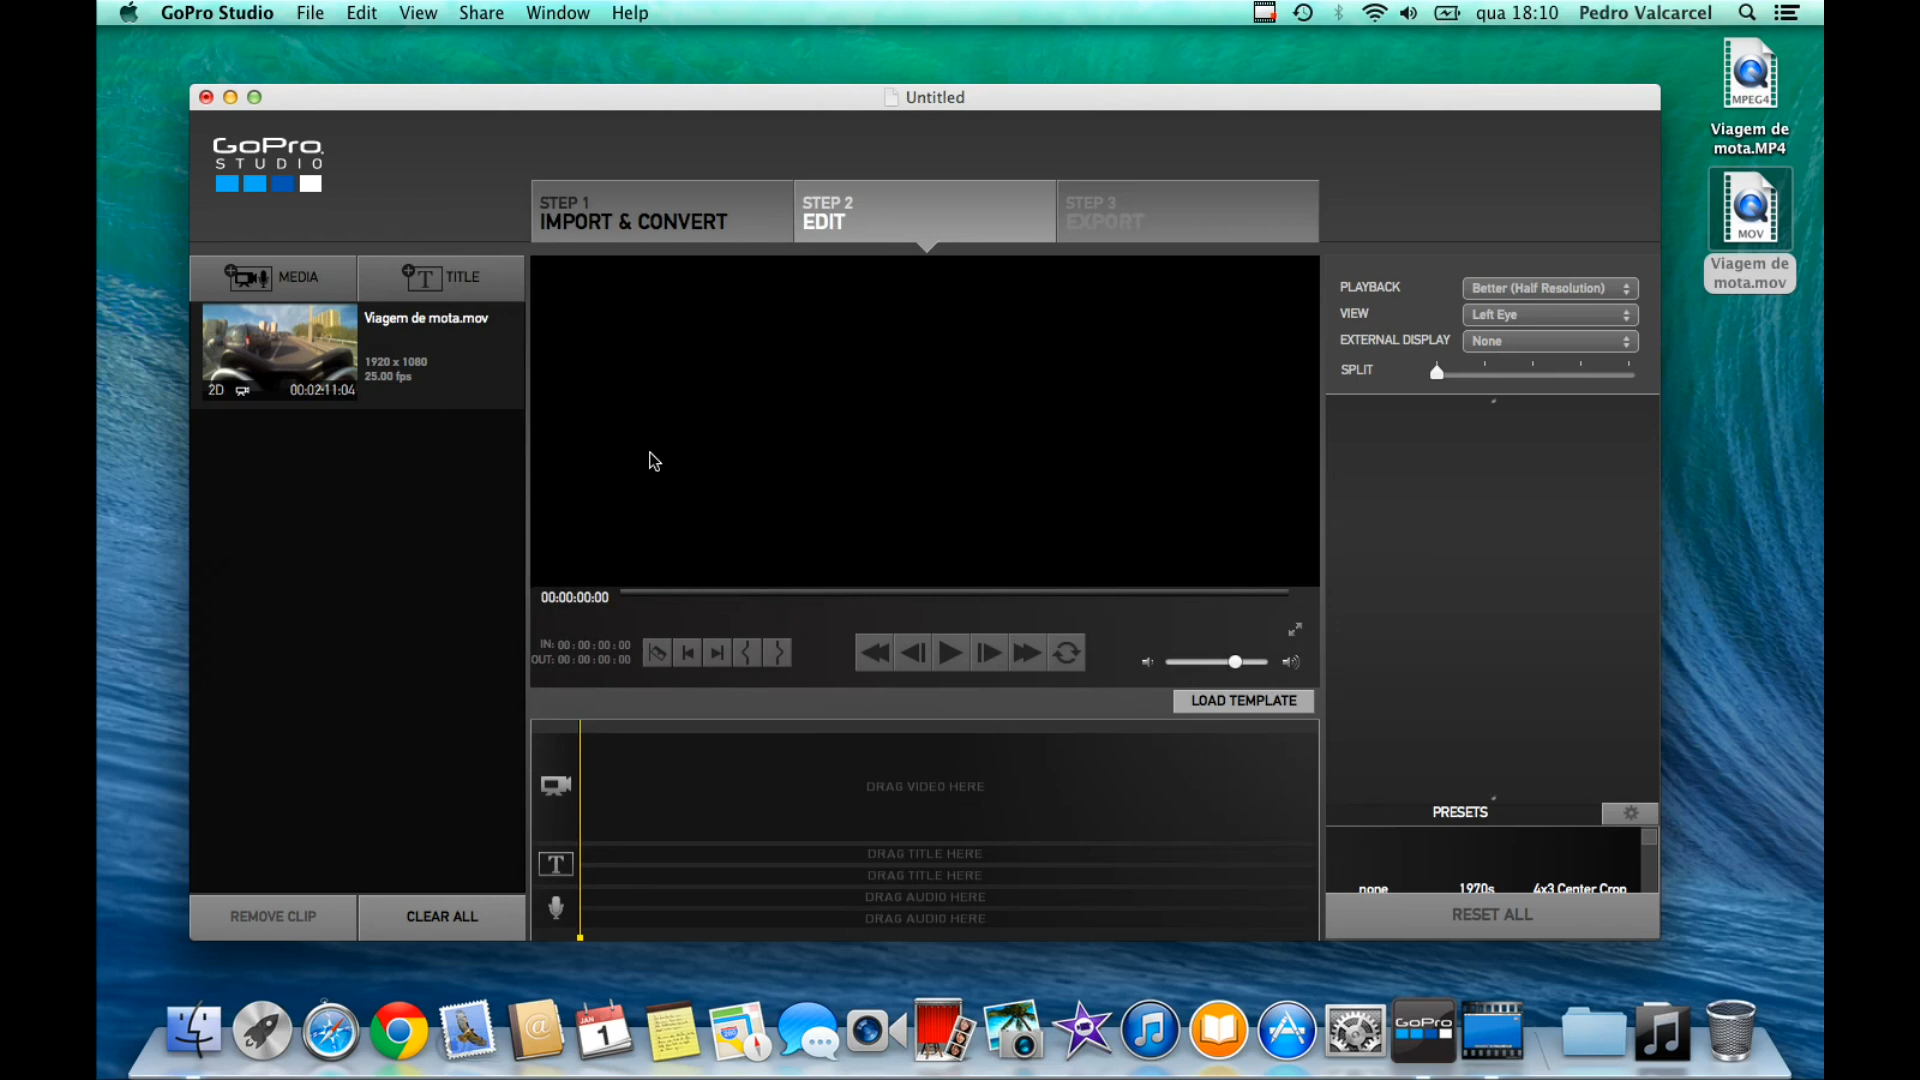 GoPro Studio File Edit View Share Window Help qua 18:10 Pedro Valcarcel
Untitled
MPEG4
Viagem de
mota.MP4
MOV
Viagem de
mota.mov
GoPro
STUDIO
STEP 1
IMPORT & CONVERT
STEP 2
EDIT
STEP 3
EXPORT
MEDIA
T TITLE
Viagem de mota.mov
1920 x 1080
25.00 fps
2D 00:02:11:04
PLAYBACK Better (Half Resolution)
VIEW Left Eye
EXTERNAL DISPLAY None
SPLIT
00:00:00:00
IN: 00 : 00 : 00 : 00
OUT: 00 : 00 : 00 : 00
LOAD TEMPLATE
DRAG VIDEO HERE
T
DRAG TITLE HERE
DRAG TITLE HERE
DRAG AUDIO HERE
DRAG AUDIO HERE
PRESETS
none 1970s 4x3 Center Crop
RESET ALL
REMOVE CLIP CLEAR ALL
JAN
1
GoPro